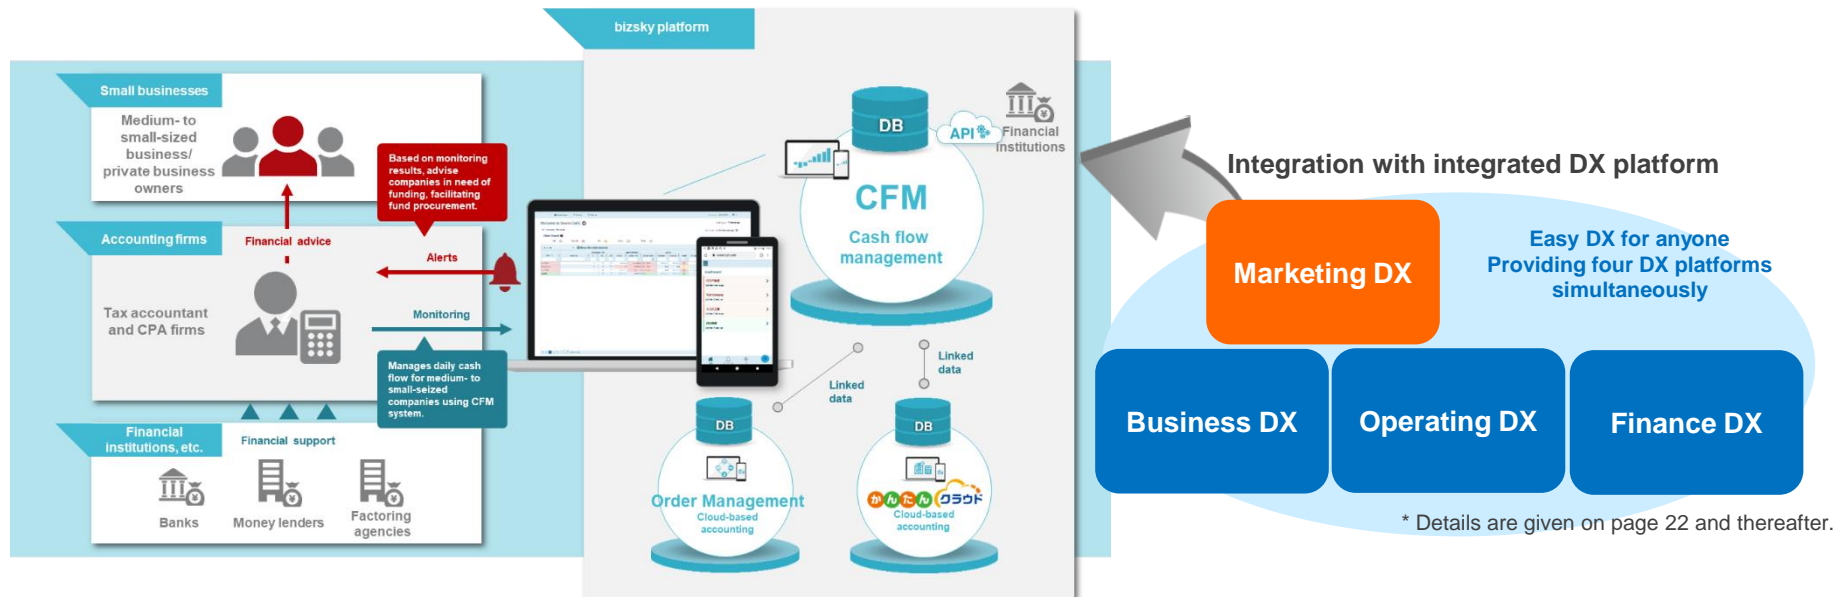 bizsky platform
Small businesses
Medium- to
small-sized
business/
private business
owners
Based on monitoring
results, advise
companies in need of
funding, facilitating
fund procurement.
Accounting firms
Financial advice
Alerts
Tax accountant
and CPA firms
Monitoring
Manages daily cash
flow for medium- to
small-seized
companies using CFM
system.
Financial
institutions, etc.
Financial support
Banks
Money lenders
Factoring
agencies
DB
API
Financial
institutions
CFM
Cash flow
management
Linked
data
Linked
data
DB
Order Management
Cloud-based
accounting
DB
かんたんクラウド
Cloud-based
accounting
Integration with integrated DX platform
Easy DX for anyone
Providing four DX platforms
simultaneously
Marketing DX
Business DX
Operating DX
Finance DX
* Details are given on page 22 and thereafter.